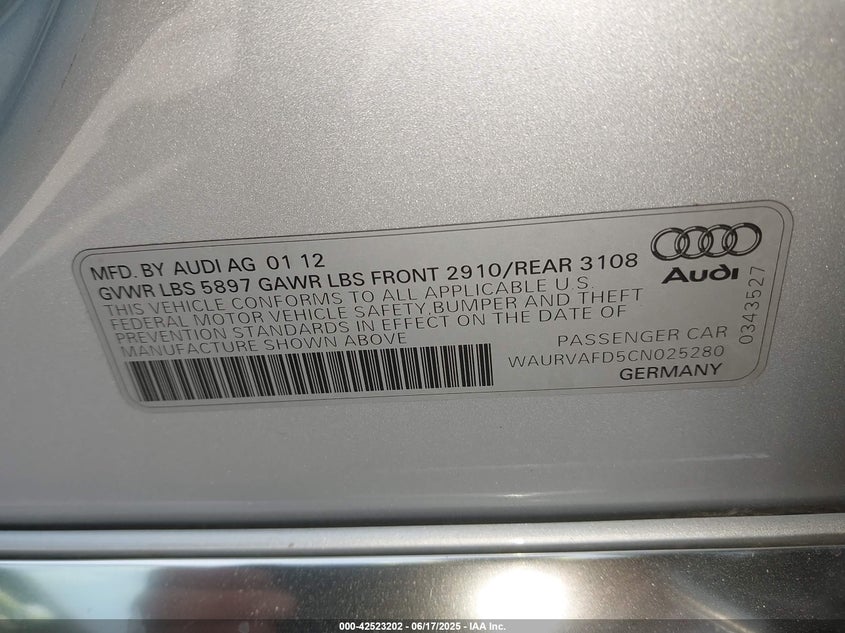 MFD. BY AUDI AG 01 12
GVWR LBS 5897 GAWR LBS FRONT 2910/REAR 3108
THIS VEHICLE CONFORMS TO ALL APPLICABLE U.S.
FEDERAL MOTOR VEHICLE SAFETY,BUMPER AND THEFT
PREVENTION STANDARDS IN EFFECT ON THE DATE OF
MANUFACTURE SHOWN ABOVE
PASSENGER CAR
WAURVAFD5CN025280
GERMANY
Audi
0343527
000-42523202 - 06/17/2025 - IAA Inc.